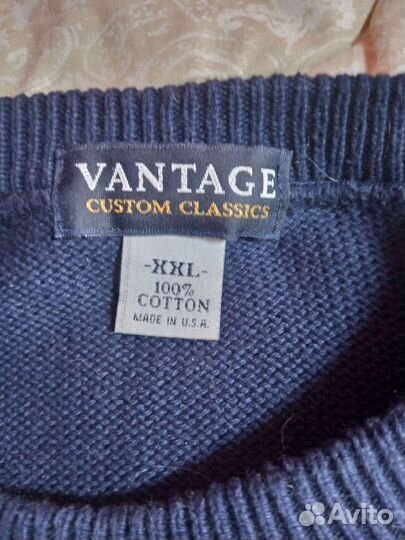 VANTAGE
CUSTOM CLASSICS
-XXL-
100%
COTTON
MADE IN U.S.A.
Avito